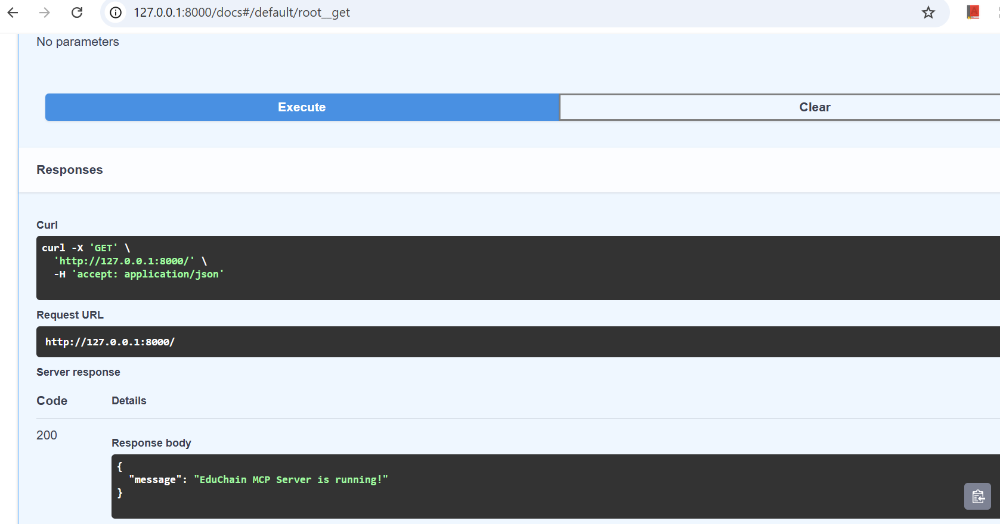 127.0.0.1:8000/docs#/default/root__get
No parameters
Execute
Clear
Responses
Curl
curl -X 'GET' \
  'http://127.0.0.1:8000/' \
  -H 'accept: application/json'
Request URL
http://127.0.0.1:8000/
Server response
Code Details
200
Response body
{
  "message": "EduChain MCP Server is running!"
}